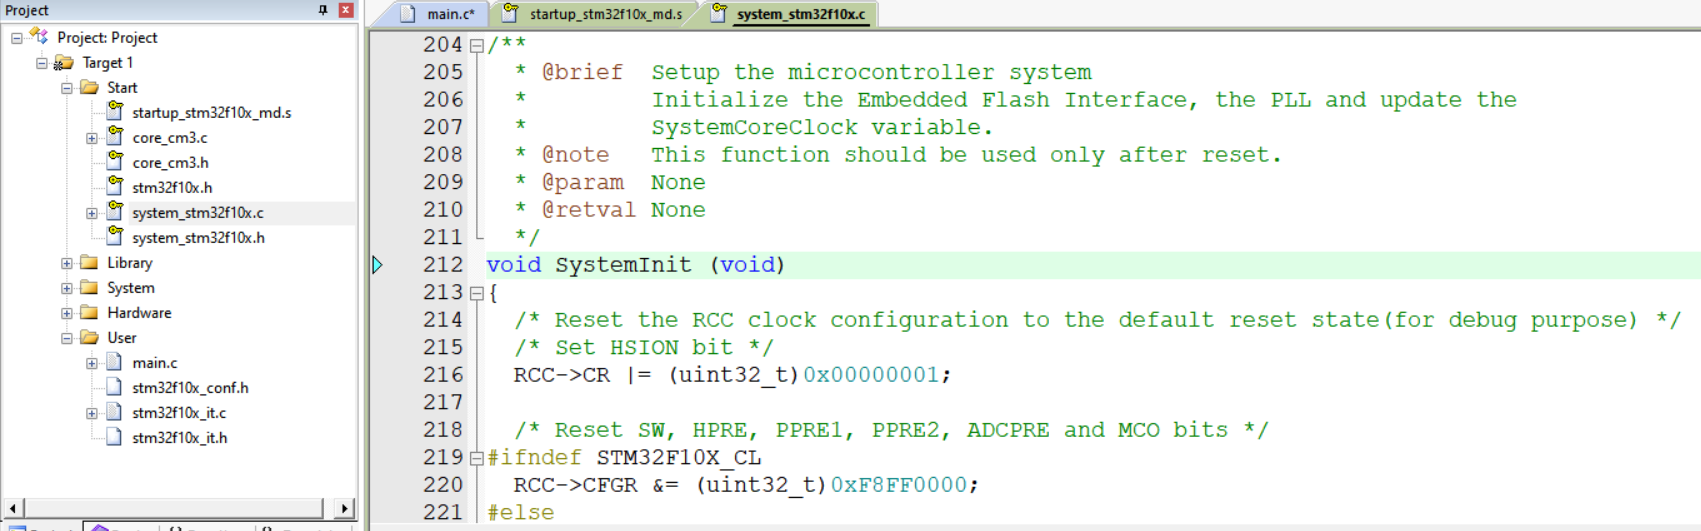 Project
Project: Project
Target 1
Start
startup_stm32f10x_md.s
core_cm3.c
core_cm3.h
stm32f10x.h
system_stm32f10x.c
system_stm32f10x.h
Library
System
Hardware
User
main.c
stm32f10x_conf.h
stm32f10x_it.c
stm32f10x_it.h
main.c* startup_stm32f10x_md.s system_stm32f10x.c
204 /**
205 * @brief  Setup the microcontroller system
206 *         Initialize the Embedded Flash Interface, the PLL and update the
207 *         SystemCoreClock variable.
208 * @note   This function should be used only after reset.
209 * @param  None
210 * @retval None
211 */
212 void SystemInit (void)
213 {
214   /* Reset the RCC clock configuration to the default reset state(for debug purpose) */
215   /* Set HSION bit */
216   RCC->CR |= (uint32_t)0x00000001;
217
218   /* Reset SW, HPRE, PPRE1, PPRE2, ADCPRE and MCO bits */
219 #ifndef STM32F10X_CL
220   RCC->CFGR &= (uint32_t)0xF8FF0000;
221 #else